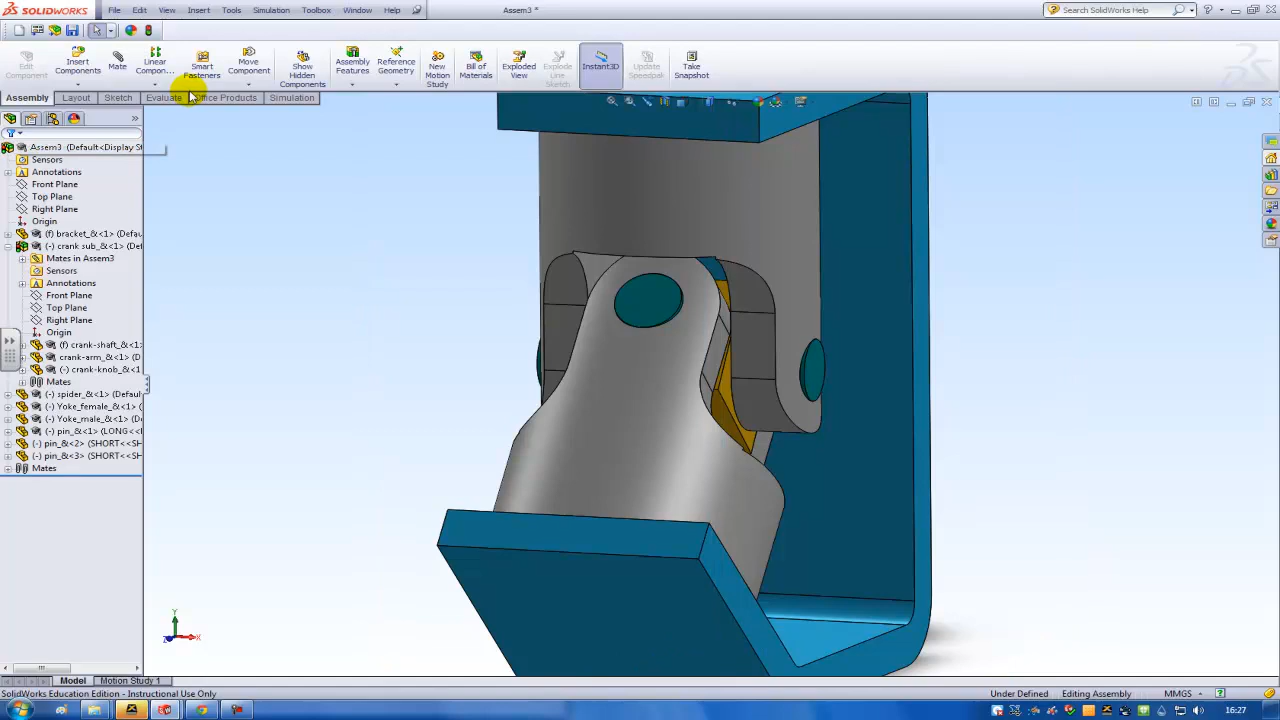 SOLIDWORKS File Edit View Insert Tools Simulation Toolbox Window Help Assem3 * Search SolidWorks Help
Edit Component
Insert Components
Mate
Linear Compon...
Smart Fasteners
Move Component
Show Hidden Components
Assembly Features
Reference Geometry
New Motion Study
Bill of Materials
Exploded View
Explode Line Sketch
Instant3D
Update Speedpak
Take Snapshot
Assembly Layout Sketch Evaluate Office Products Simulation
Assem3 (Default<Display St
Sensors
Annotations
Front Plane
Top Plane
Right Plane
Origin
(f) bracket_&<1> (Defau
(-) crank sub_&<1> (Def
Mates in Assem3
Sensors
Annotations
Front Plane
Top Plane
Right Plane
Origin
(f) crank-shaft_&<1>
crank-arm_&<1> (D
(-) crank-knob_&<1
Mates
(-) spider_&<1> (Defaul
(-) Yoke_female_&<1> (
(-) Yoke_male_&<1> (D
(-) pin_&<1> (LONG<<
(-) pin_&<2> (SHORT<<SH
(-) pin_&<3> (SHORT<<SH
Mates
Y
X
Z
Model Motion Study 1
SolidWorks Education Edition - Instructional Use Only Under Defined Editing Assembly MMGS
16:27